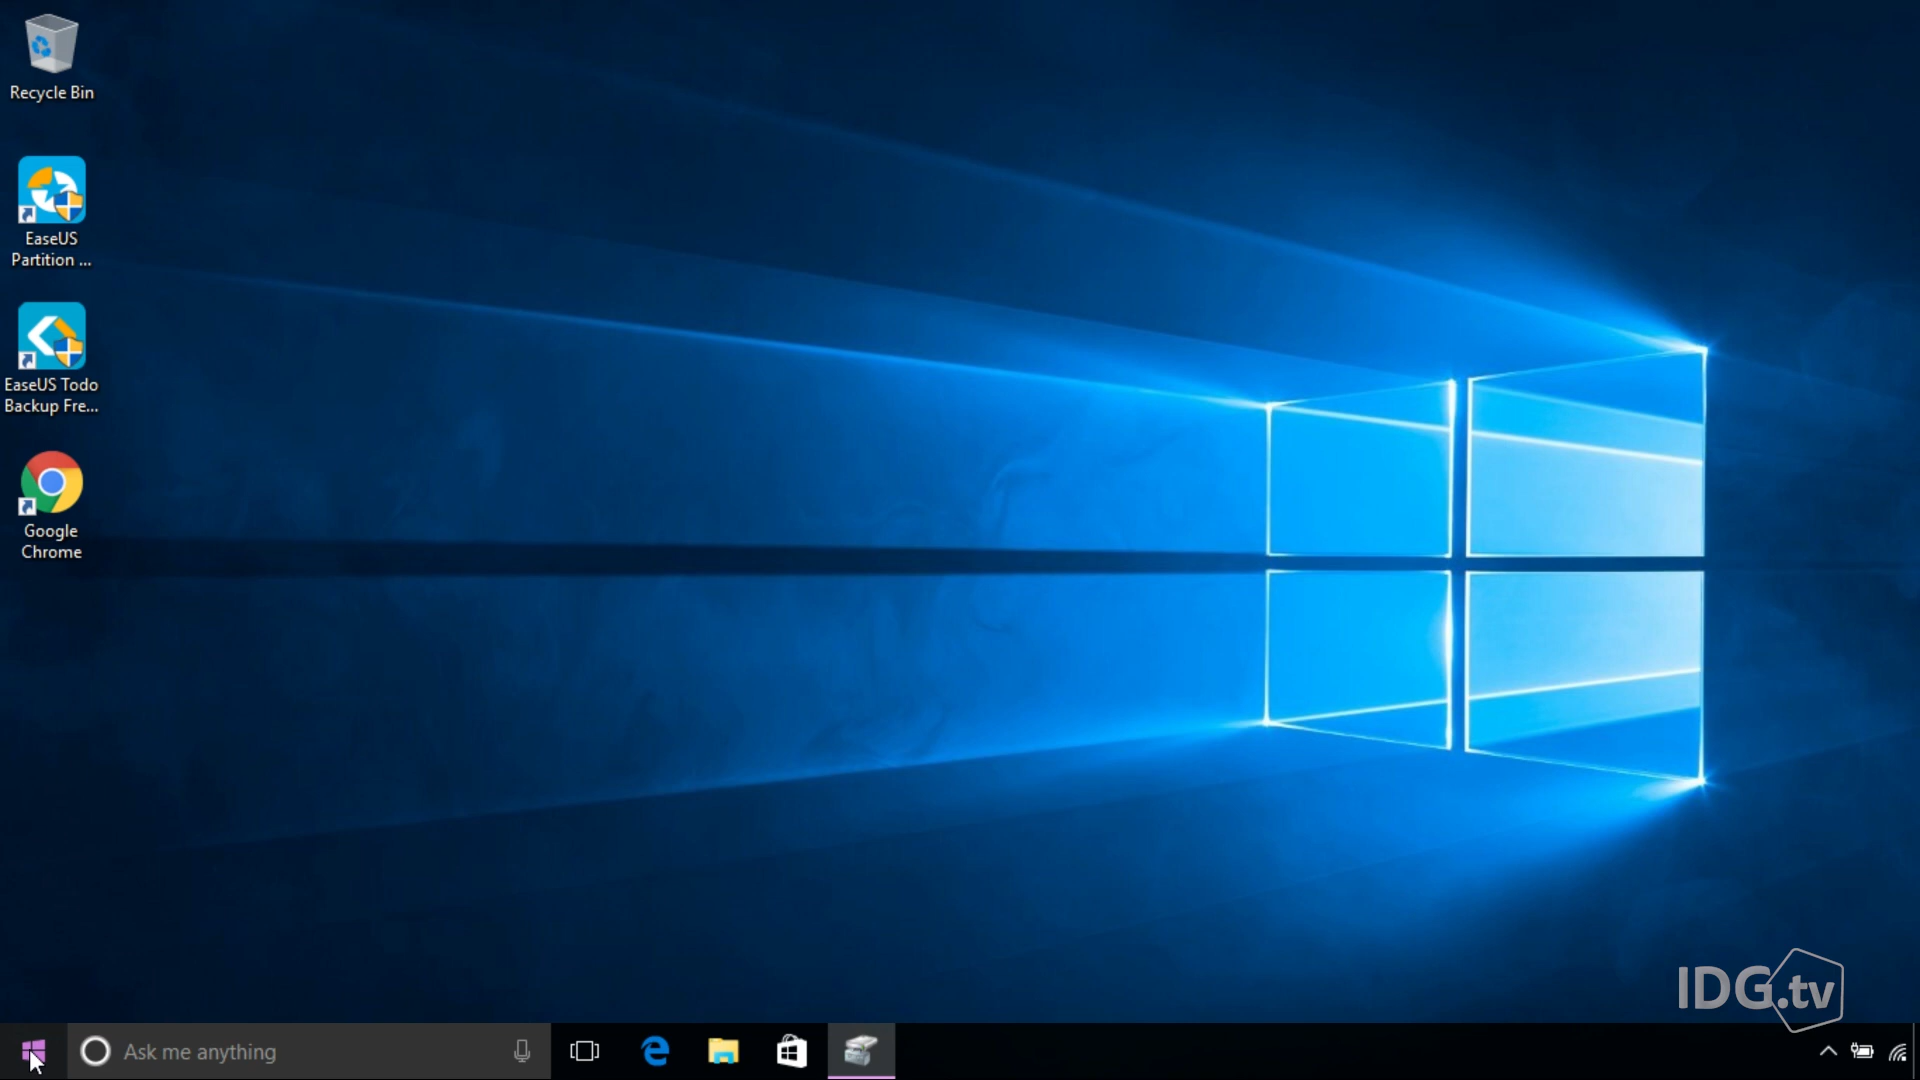 Recycle Bin
EaseUS
Partition ...
EaseUS Todo
Backup Fre...
Google
Chrome
IDG.tv
Ask me anything